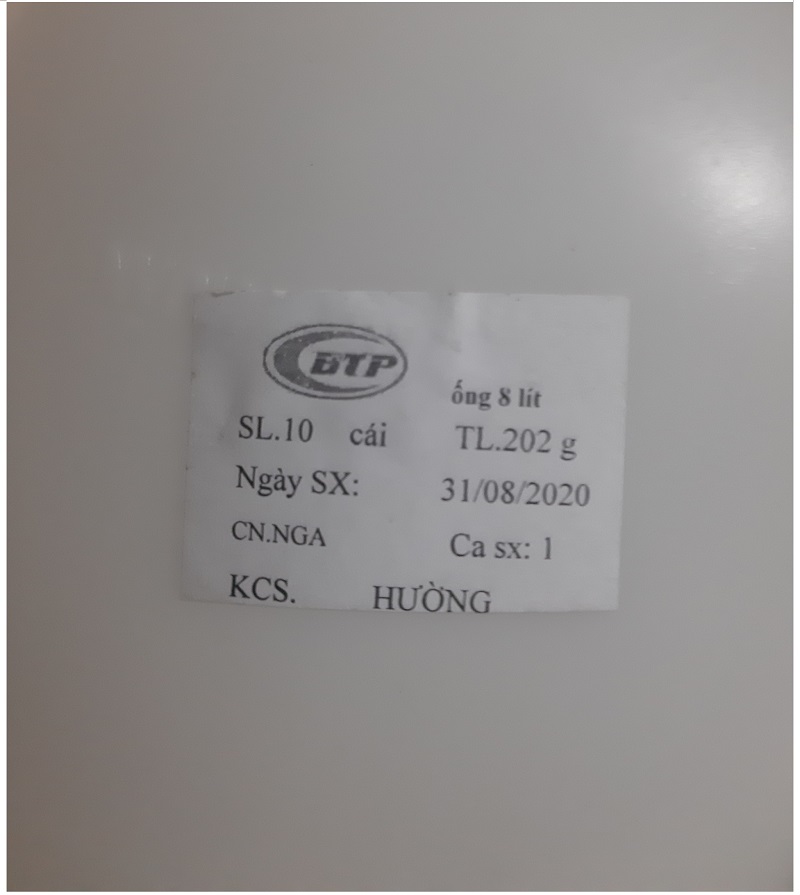 BTP
ống 8 lít
SL.10 cái TL.202 g
Ngày SX: 31/08/2020
CN.NGA Ca sx: 1
KCS. HƯỜNG